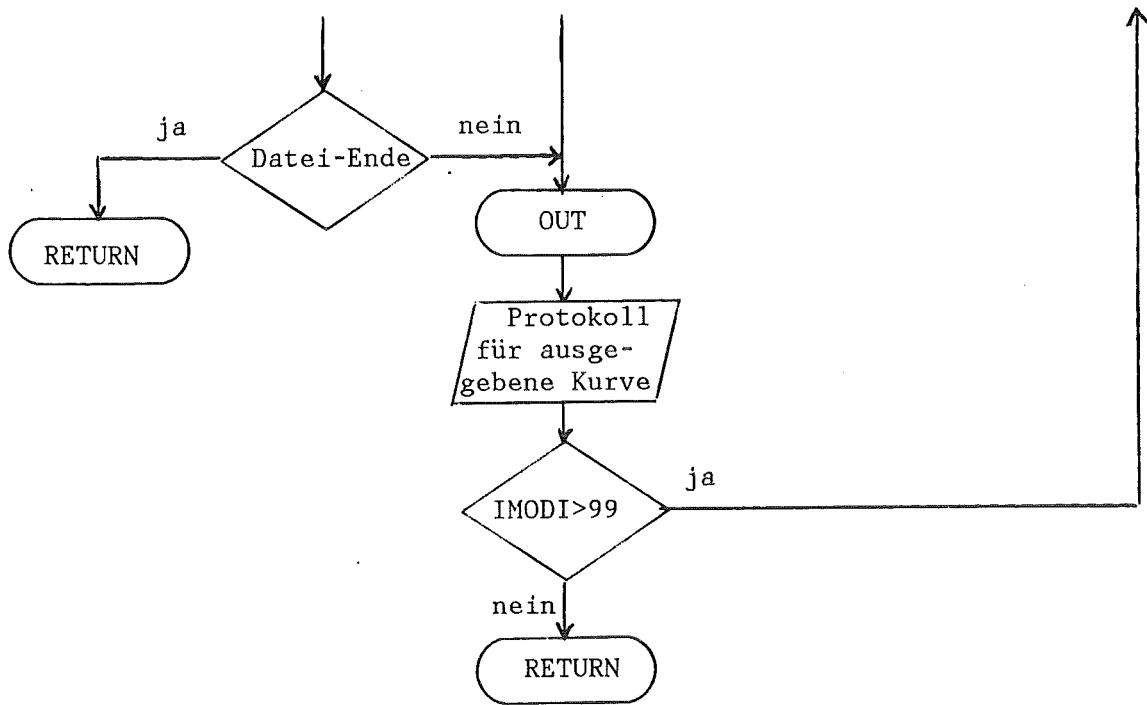 ja
nein
Datei-Ende
RETURN
OUT
Protokoll
für ausge-
gebene Kurve
IMODI>99
ja
nein
RETURN